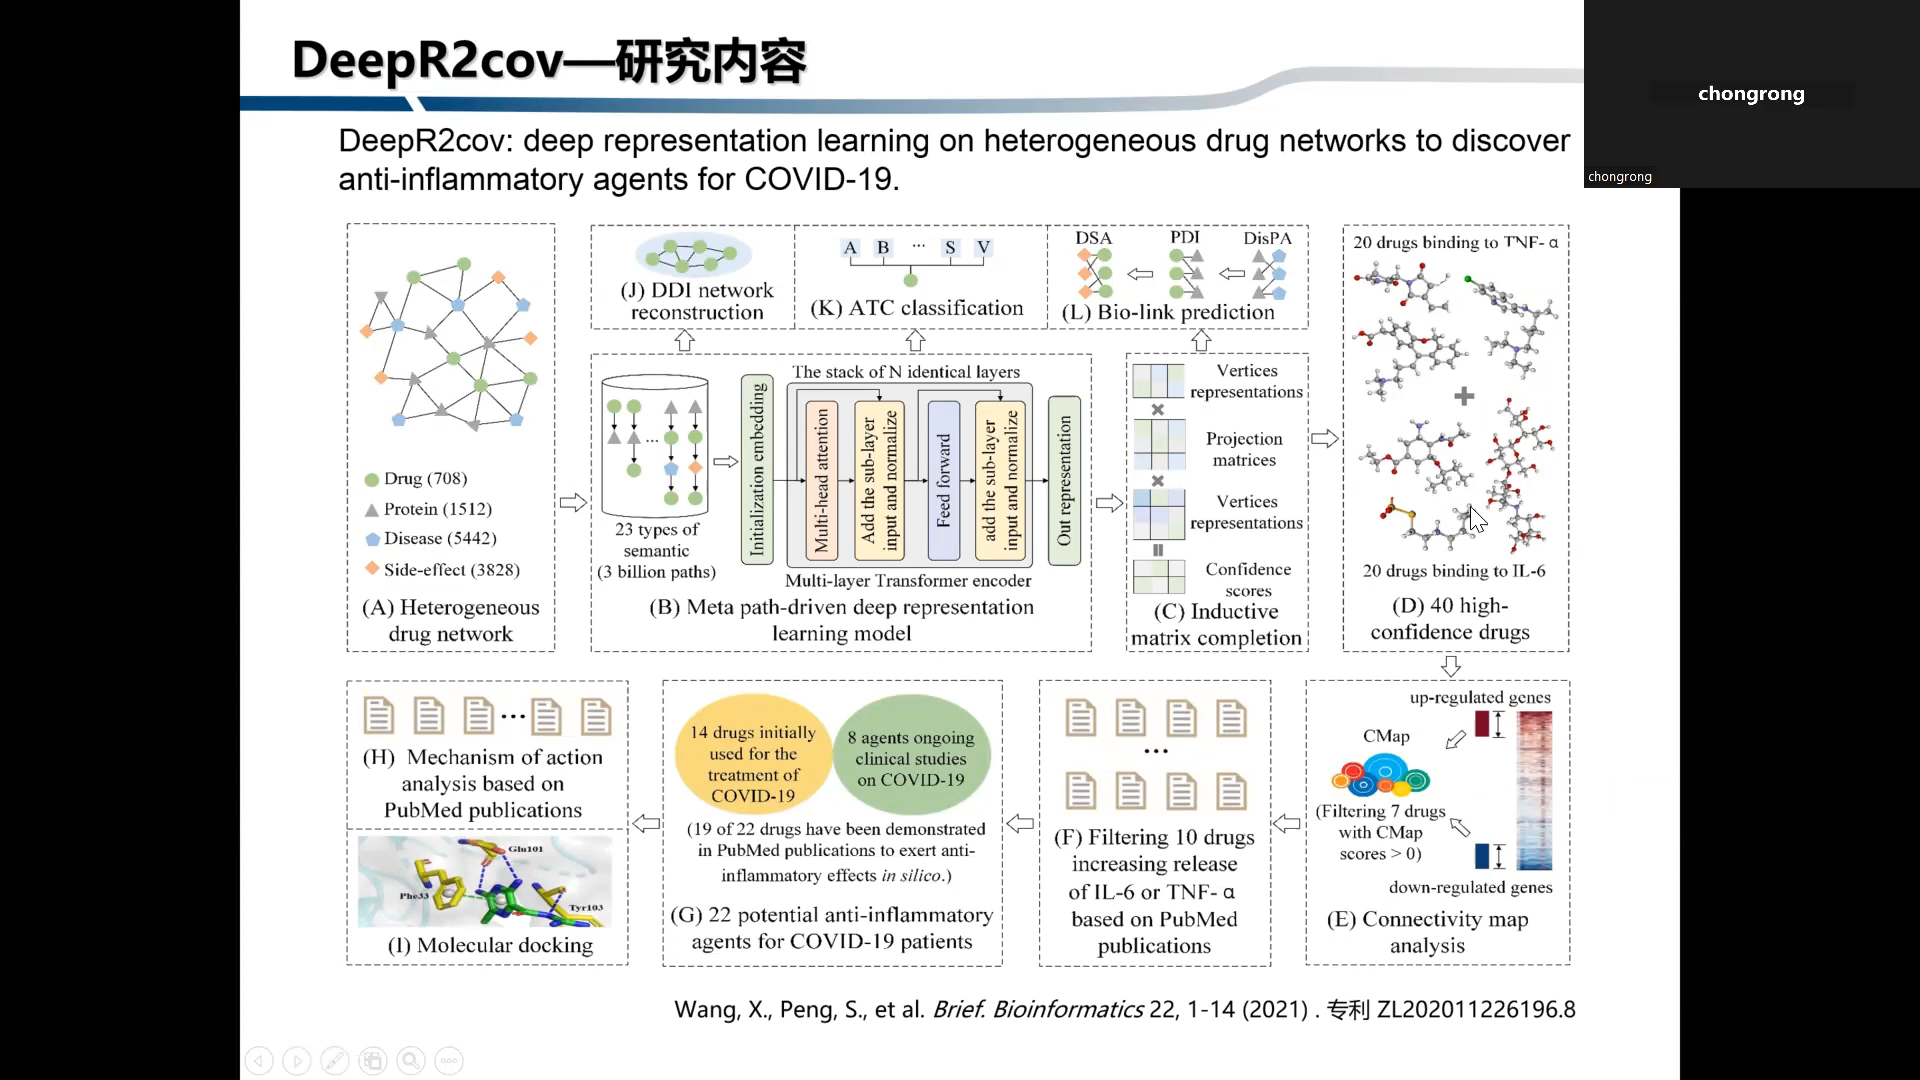 DeepR2cov—研究内容
chongrong
chongrong
DeepR2cov: deep representation learning on heterogeneous drug networks to discover
anti-inflammatory agents for COVID-19.
Drug (708)
Protein (1512)
Disease (5442)
Side-effect (3828)
(A) Heterogeneous
drug network
(J) DDI network
reconstruction
A B ... S V
(K) ATC classification
DSA PDI DisPA
(L) Bio-link prediction
...
23 types of
semantic
(3 billion paths)
Initialization embedding
The stack of N identical layers
Multi-head attention
Add the sub-layer
input and normalize
Feed forward
add the sub-layer
input and normalize
Out representation
Multi-layer Transformer encoder
(B) Meta path-driven deep representation
learning model
Vertices
representations
Projection
matrices
Vertices
representations
Confidence
scores
(C) Inductive
matrix completion
20 drugs binding to TNF-α
20 drugs binding to IL-6
(D) 40 high-
confidence drugs
up-regulated genes
CMap
(Filtering 7 drugs
with CMap
scores > 0)
down-regulated genes
(E) Connectivity map
analysis
...
(F) Filtering 10 drugs
increasing release
of IL-6 or TNF-α
based on PubMed
publications
14 drugs initially
used for the
treatment of
COVID-19
8 agents ongoing
clinical studies
on COVID-19
(19 of 22 drugs have been demonstrated
in PubMed publications to exert anti-
inflammatory effects in silico.)
(G) 22 potential anti-inflammatory
agents for COVID-19 patients
...
(H) Mechanism of action
analysis based on
PubMed publications
Glu101
Phe33
Tyr103
(I) Molecular docking
Wang, X., Peng, S., et al. Brief. Bioinformatics 22, 1-14 (2021) . 专利 ZL202011226196.8